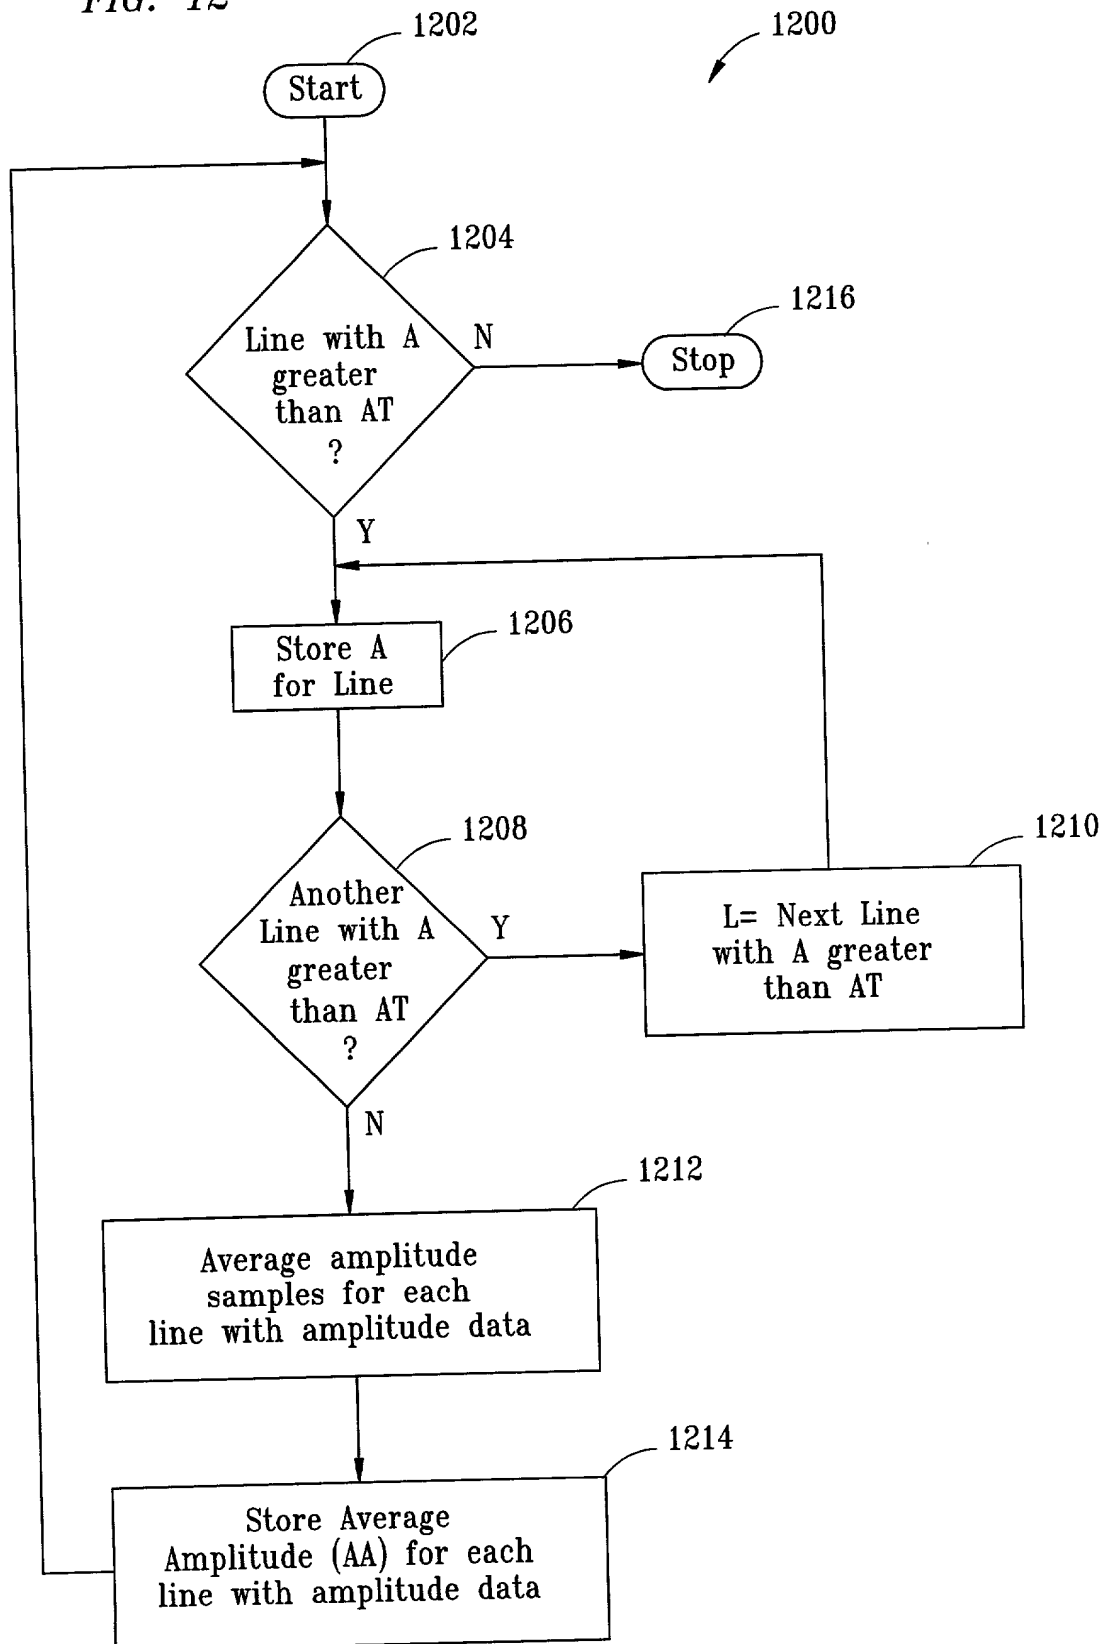 FIG. 12
1202
1200
Start
1204
Line with A
greater
than AT
?
N
1216
Stop
Y
1206
Store A
for Line
1208
Another
Line with A
greater
than AT
?
Y
1210
L= Next Line
with A greater
than AT
N
1212
Average amplitude
samples for each
line with amplitude data
1214
Store Average
Amplitude (AA) for each
line with amplitude data